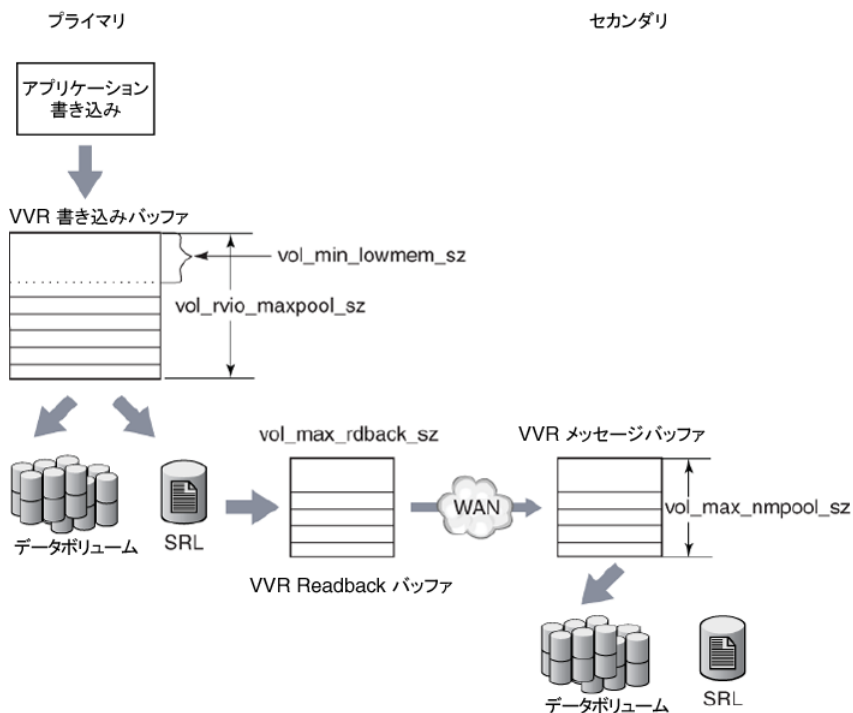 プライマリ
セカンダリ
アプリケーション
書き込み
VVR 書き込みバッファ
vol_min_lowmem_sz
vol_rvio_maxpool_sz
vol_max_rdback_sz
VVR メッセージバッファ
WAN
vol_max_nmpool_sz
データボリューム
SRL
VVR Readback バッファ
データボリューム
SRL